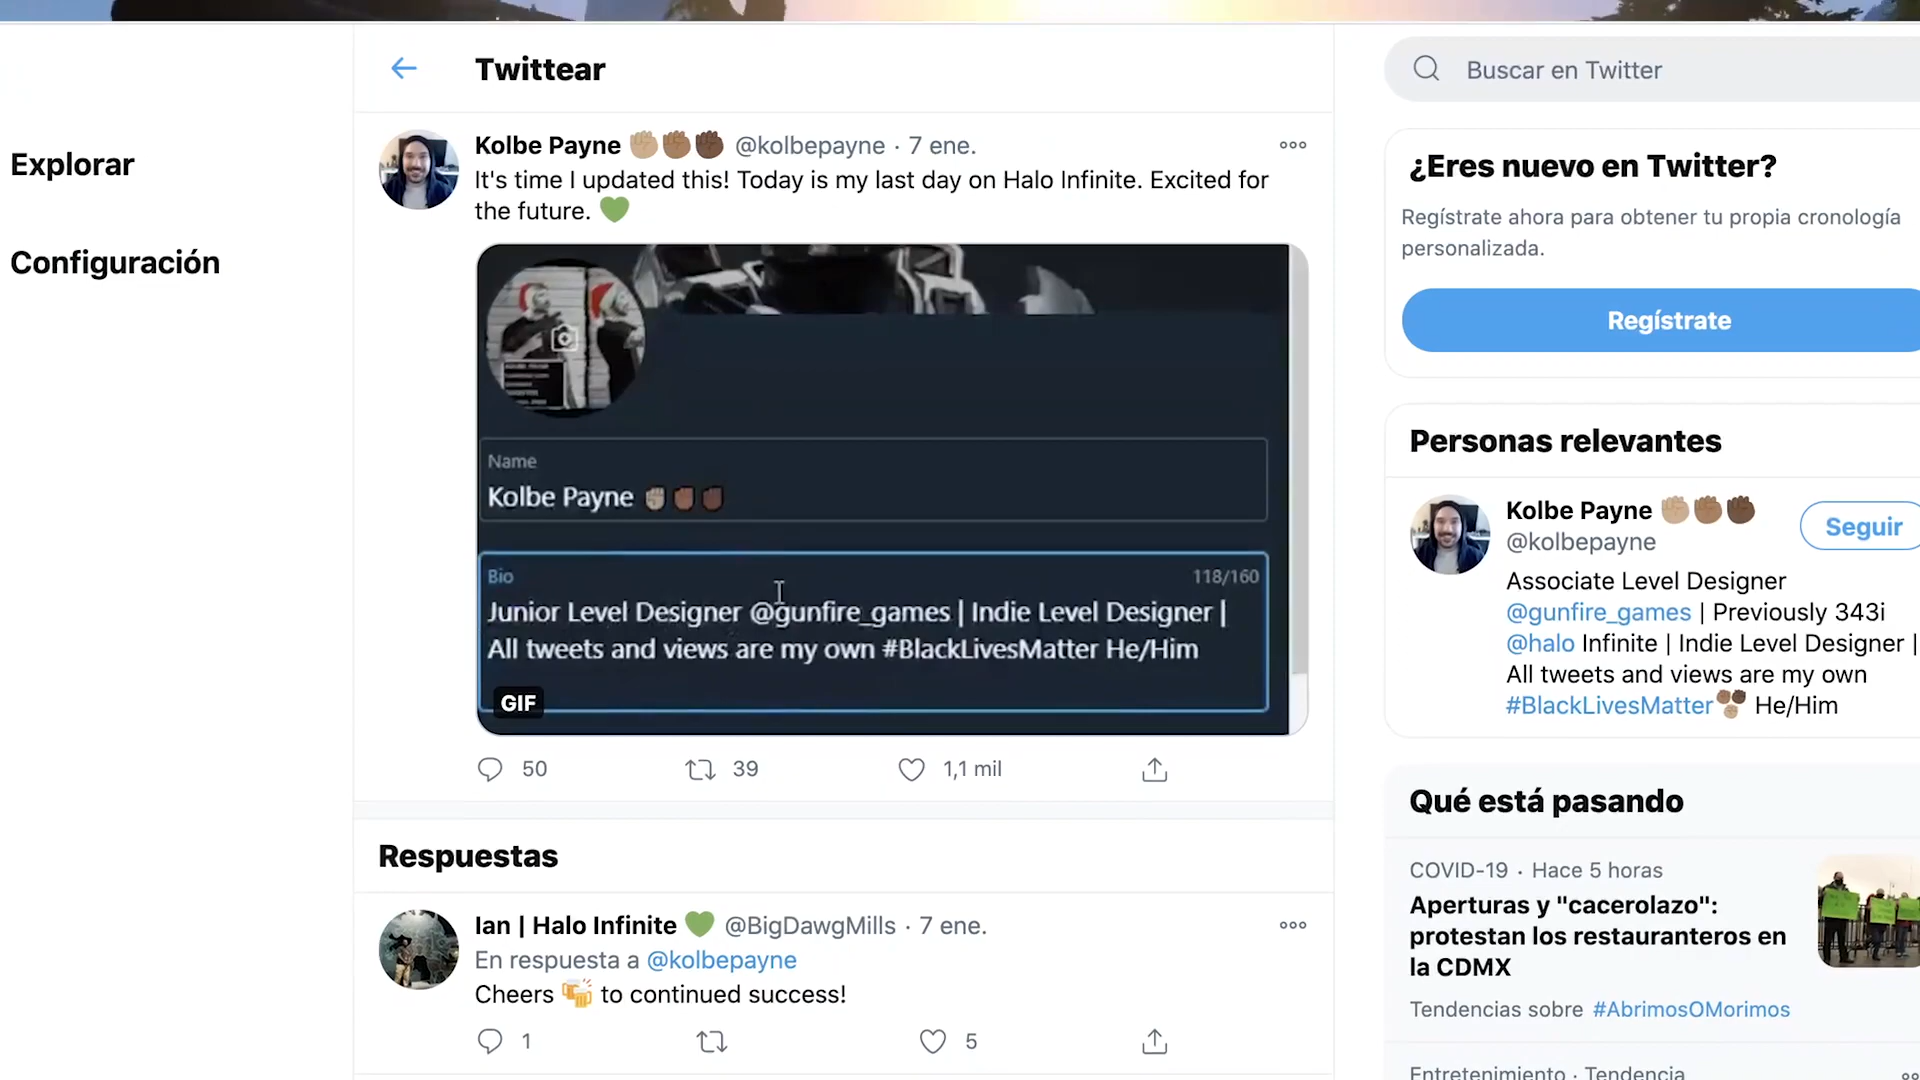 Twittear
Explorar
Configuración
Kolbe Payne ✊🏼✊🏾✊🏿 @kolbepayne · 7 ene.
It's time I updated this! Today is my last day on Halo Infinite. Excited for
the future. 💚
Name
Kolbe Payne ✊🏼✊🏾✊🏿
Bio 118/160
Junior Level Designer @gunfire_games | Indie Level Designer |
All tweets and views are my own #BlackLivesMatter He/Him
GIF
50 39 1,1 mil
Respuestas
Ian | Halo Infinite 💚 @BigDawgMills · 7 ene.
En respuesta a @kolbepayne
Cheers 🍻 to continued success!
1 5
Buscar en Twitter
¿Eres nuevo en Twitter?
Regístrate ahora para obtener tu propia cronología
personalizada.
Regístrate
Personas relevantes
Kolbe Payne ✊🏼✊🏾✊🏿
@kolbepayne
Seguir
Associate Level Designer
@gunfire_games | Previously 343i
@halo Infinite | Indie Level Designer |
All tweets and views are my own
#BlackLivesMatter He/Him
Qué está pasando
COVID-19 · Hace 5 horas
Aperturas y "cacerolazo":
protestan los restauranteros en
la CDMX
Tendencias sobre #AbrimosOMorimos
Entretenimiento · Tendencia